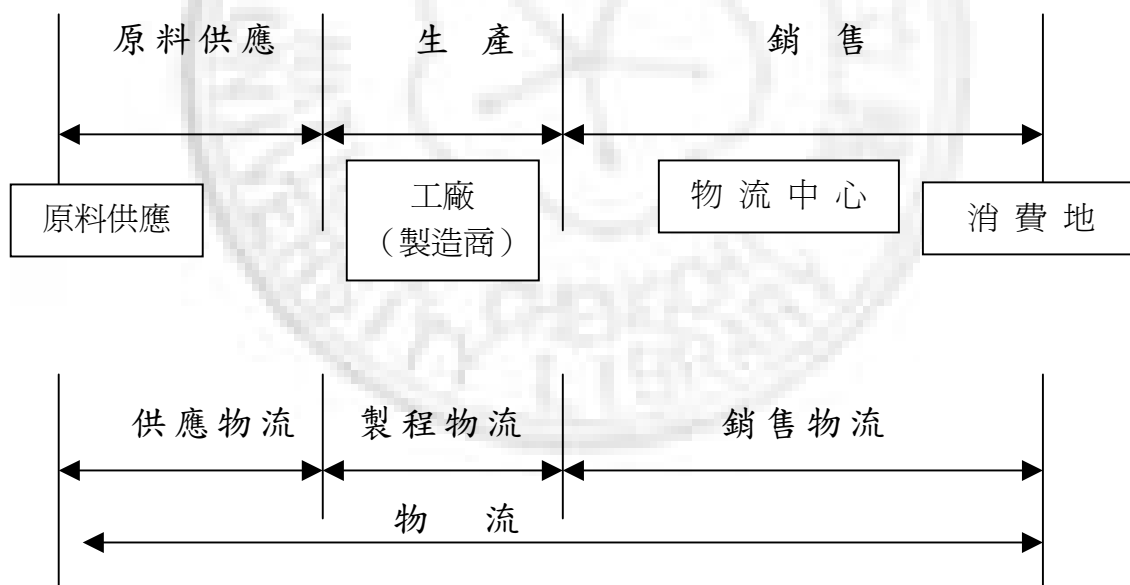 原料供應 生產 銷售
原料供應
工廠
（製造商）
物流中心
消費地
供應物流 製程物流 銷售物流
物流